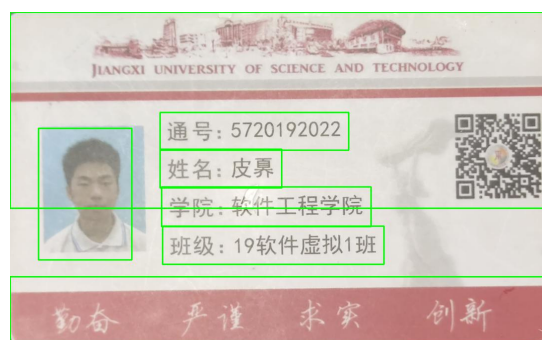 JIANGXI UNIVERSITY OF SCIENCE AND TECHNOLOGY
通号：5720192022
姓名：皮羃
学院：软件工程学院
班级：19软件虚拟1班
勤奋 严谨 求实 创新